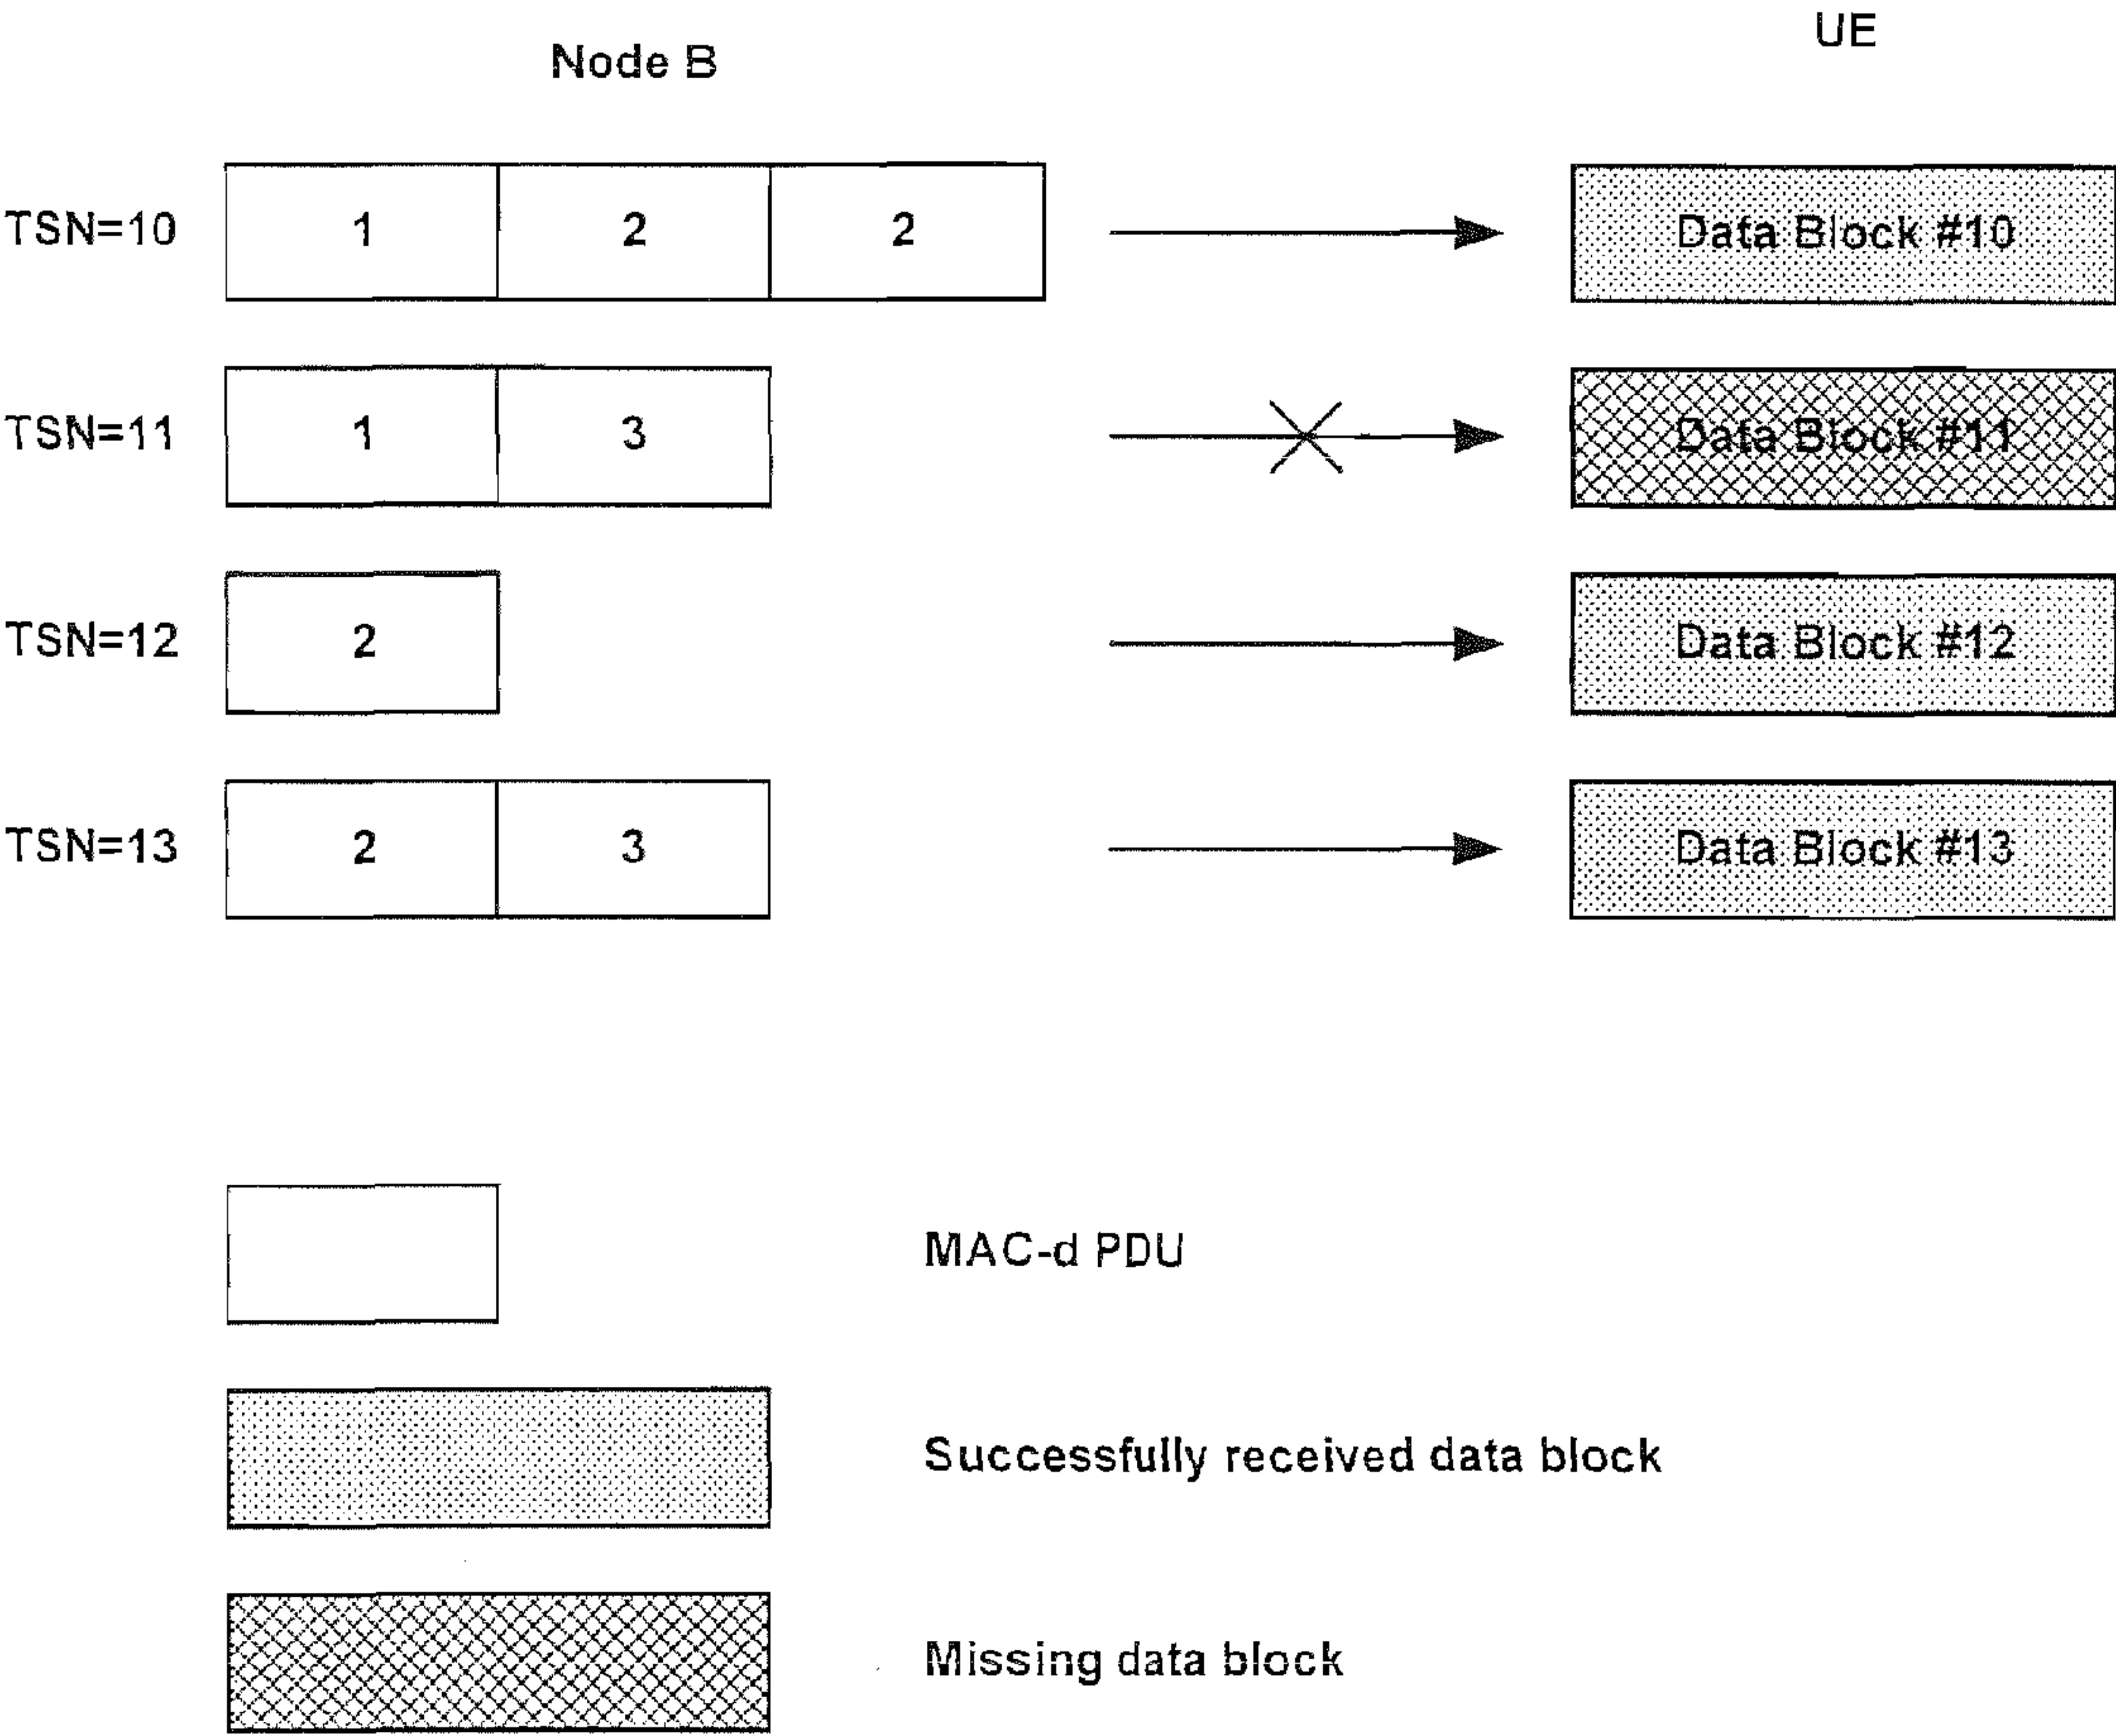 Node B
UE
TSN=10 1 2 2 Data Block #10
TSN=11 1 3 Data Block #11
TSN=12 2 Data Block #12
TSN=13 2 3 Data Block #13
MAC-d PDU
Successfully received data block
Missing data block